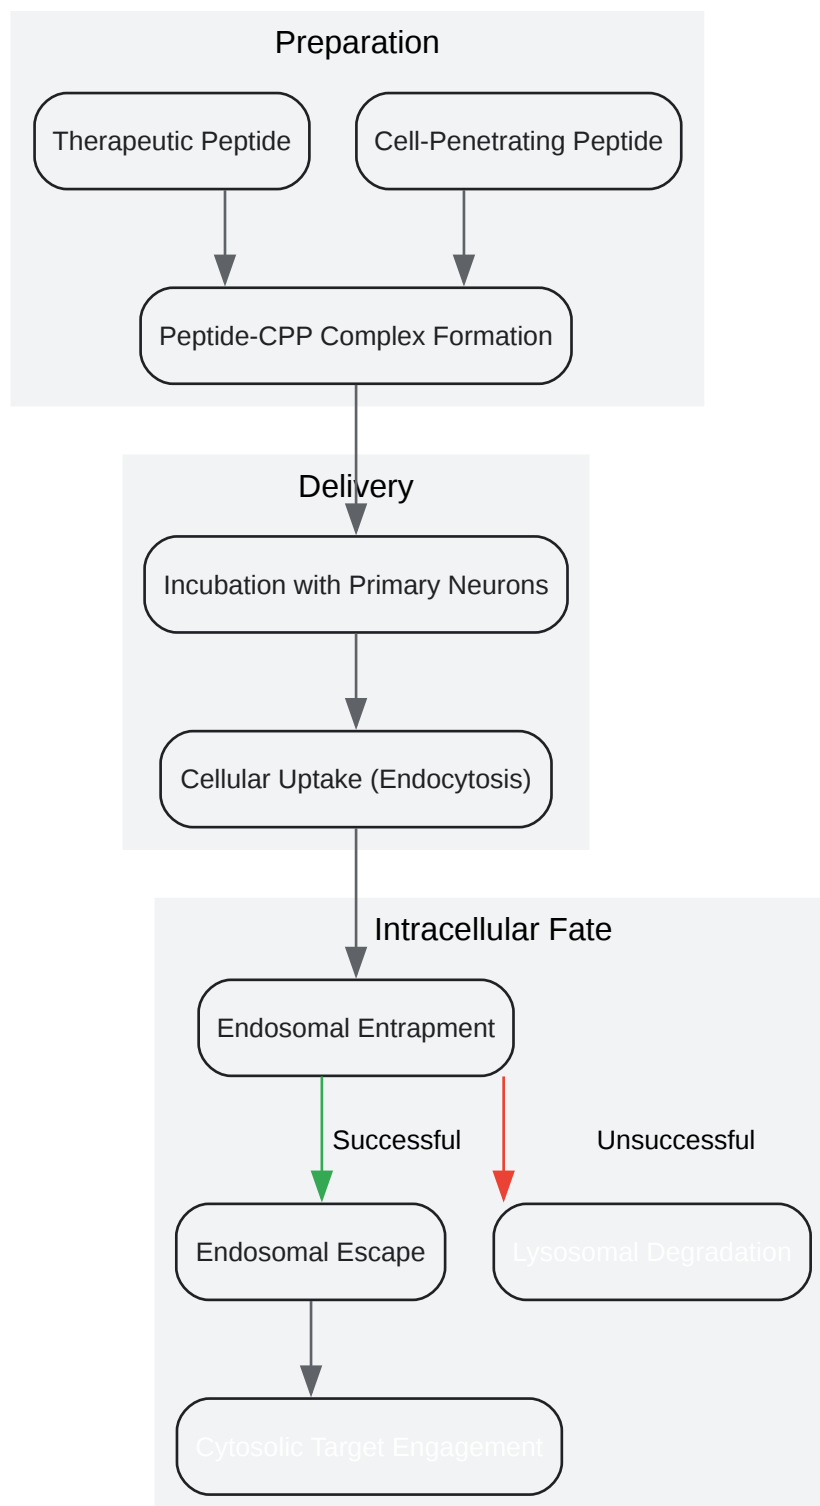 Preparation
Therapeutic Peptide
Cell-Penetrating Peptide
Peptide-CPP Complex Formation
Delivery
Incubation with Primary Neurons
Cellular Uptake (Endocytosis)
Intracellular Fate
Endosomal Entrapment
Successful
Unsuccessful
Endosomal Escape
Lysosomal Degradation
Cytosolic Target Engagement